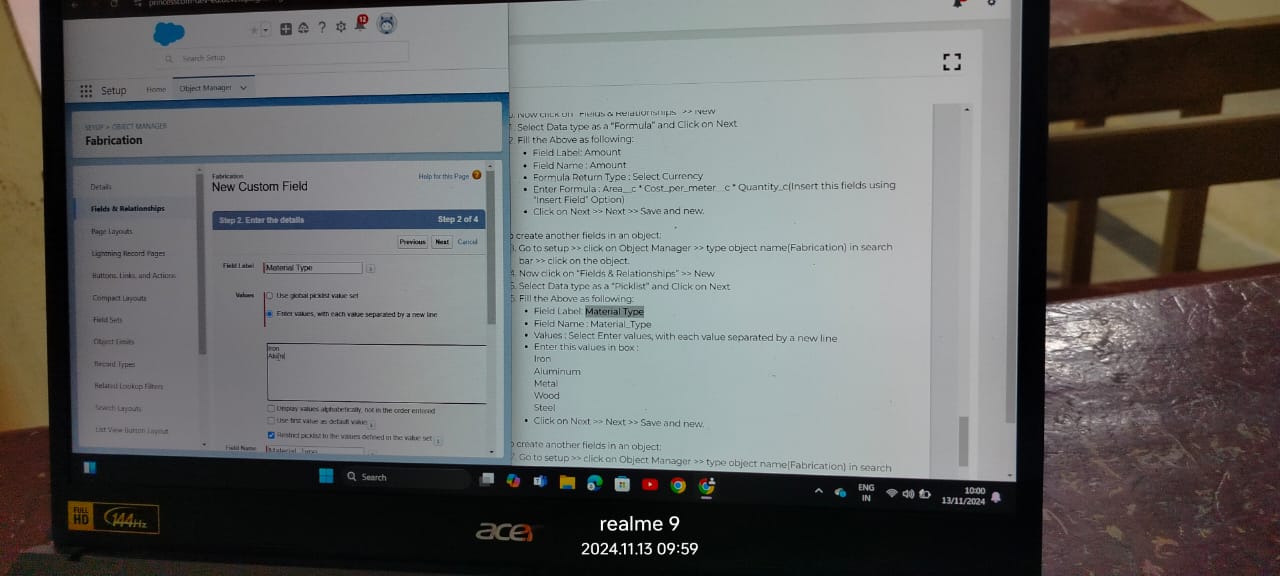 12
Search Setup
Setup
Home
Object Manager
SETUP > OBJECT MANAGER
Fabrication
Details
Fields & Relationships
Page Layouts
Lightning Record Pages
Buttons, Links, and Actions
Compact Layouts
Field Sets
Object Limits
Record Types
Related Lookup Filters
Search Layouts
List View Button Layout
Fabrication
New Custom Field
Help for this Page
Step 2. Enter the details
Step 2 of 4
Previous
Next
Cancel
Field Label
Material Type
Values
Use global picklist value set
Enter values, with each value separated by a new line
Iron
Display values alphabetically, not in the order entered
Use first value as default value
Restrict picklist to the values defined in the value set
Field Name
Material_Type
Now click on "Fields & Relationships" >> New
Select Data type as a "Formula" and Click on Next
2. Fill the Above as following:
• Field Label: Amount
• Field Name : Amount
• Formula Return Type : Select Currency
• Enter Formula : Area__c * Cost_per_meter__c * Quantity_c(Insert this fields using
"Insert Field" Option)
• Click on Next >> Next >> Save and new.
create another fields in an object:
Go to setup >> click on Object Manager >> type object name(Fabrication) in search
bar >> click on the object.
Now click on "Fields & Relationships" >> New
Select Data type as a "Picklist" and Click on Next
Fill the Above as following:
• Field Label: Material Type
• Field Name : Material_Type
• Values : Select Enter values, with each value separated by a new line
• Enter this values in box :
Iron
Aluminum
Metal
Wood
Steel
• Click on Next >> Next >> Save and new.
create another fields in an object:
Go to setup >> click on Object Manager >> type object name(Fabrication) in search
Search
ENG
IN
10:00
13/11/2024
FULL
HD
144Hz
acer
realme 9
2024.11.13 09:59